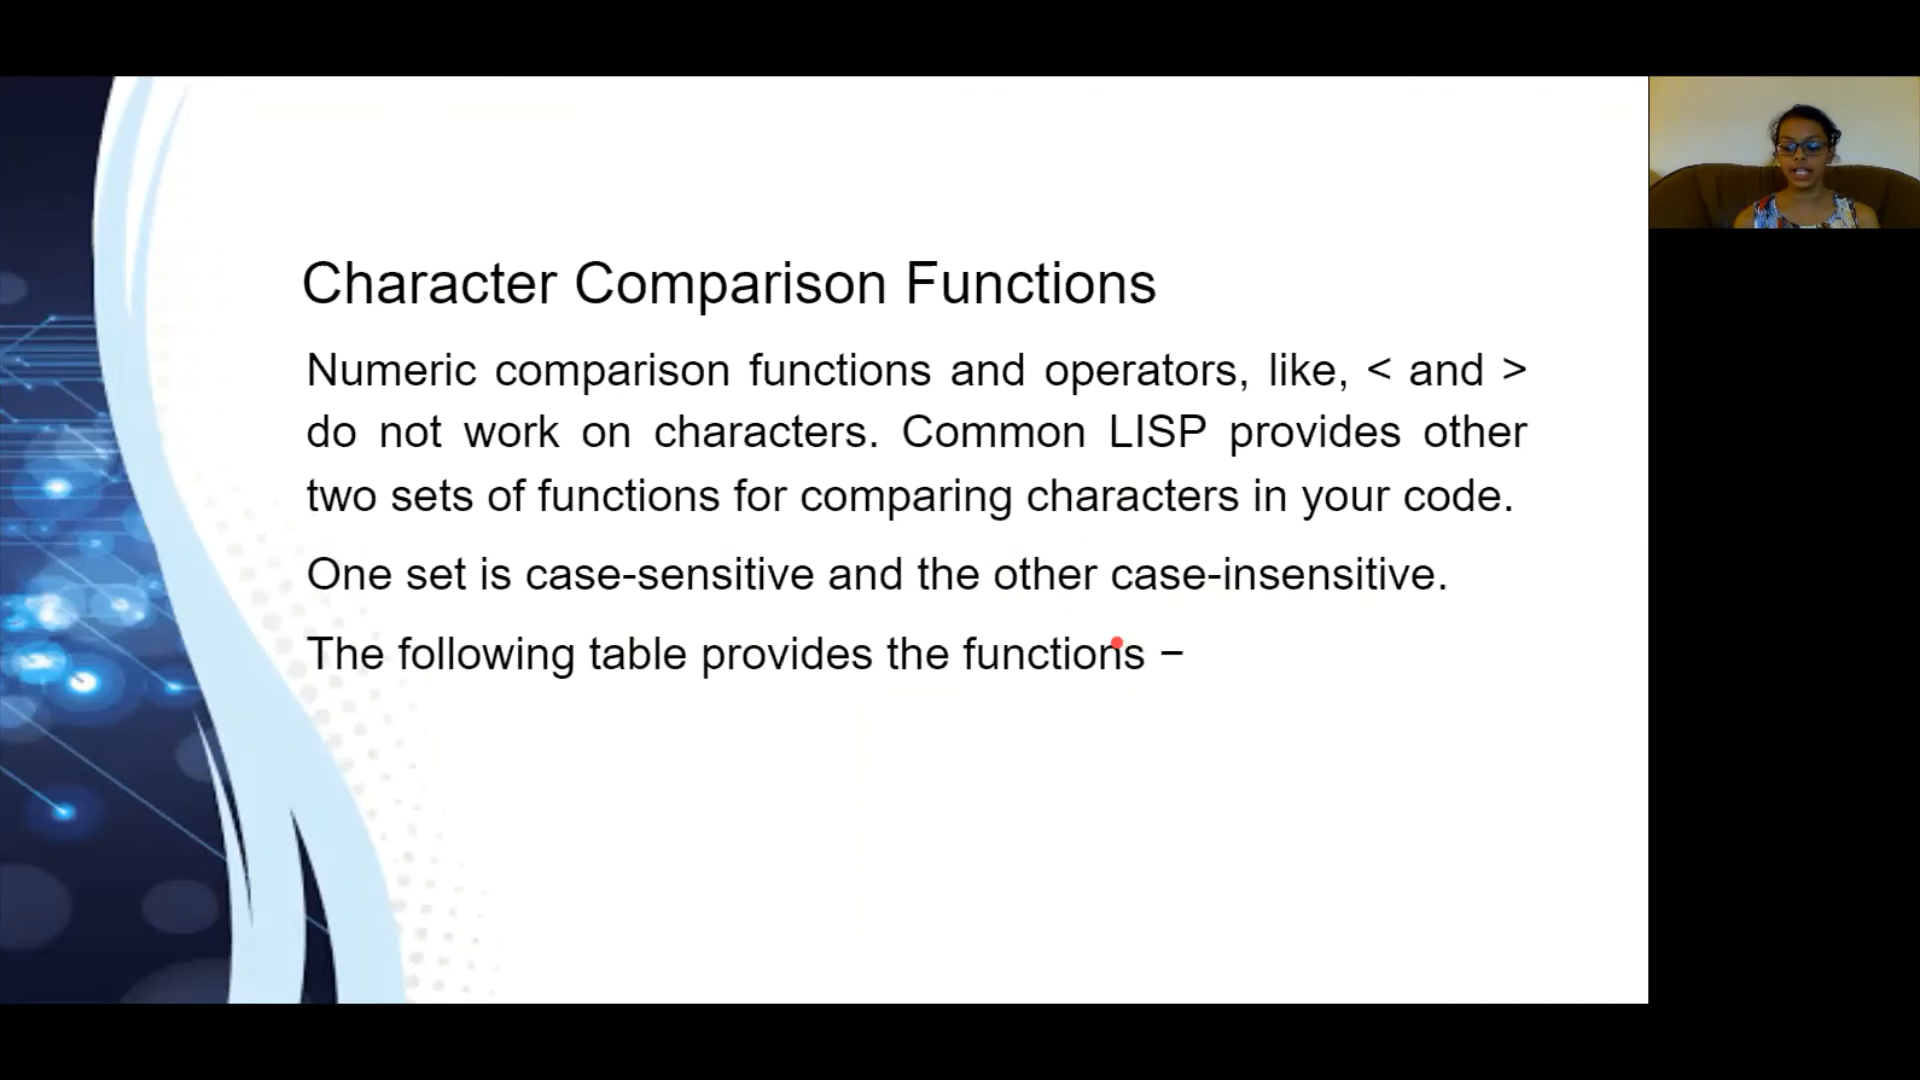 Character Comparison Functions
Numeric comparison functions and operators, like, < and >
do not work on characters. Common LISP provides other
two sets of functions for comparing characters in your code.
One set is case-sensitive and the other case-insensitive.
The following table provides the functions −